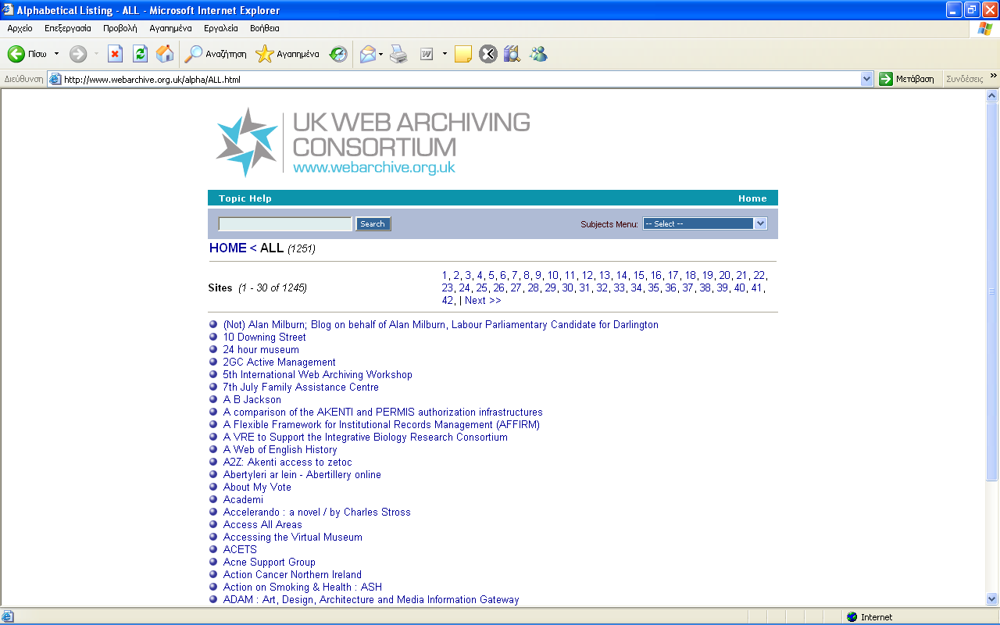 Alphabetical Listing - ALL - Microsoft Internet Explorer
Αρχείο Επεξεργασία Προβολή Αγαπημένα Εργαλεία Βοήθεια
Πίσω Αναζήτηση Αγαπημένα
Διεύθυνση http://www.webarchive.org.uk/alpha/ALL.html Μετάβαση Συνδέσεις »
UK WEB ARCHIVING
CONSORTIUM
www.webarchive.org.uk
Topic Help Home
Search Subjects Menu: -- Select --
HOME < ALL (1251)
Sites (1 - 30 of 1245)
1, 2, 3, 4, 5, 6, 7, 8, 9, 10, 11, 12, 13, 14, 15, 16, 17, 18, 19, 20, 21, 22,
23, 24, 25, 26, 27, 28, 29, 30, 31, 32, 33, 34, 35, 36, 37, 38, 39, 40, 41,
42, | Next >>
(Not) Alan Milburn; Blog on behalf of Alan Milburn, Labour Parliamentary Candidate for Darlington
10 Downing Street
24 hour museum
2GC Active Management
5th International Web Archiving Workshop
7th July Family Assistance Centre
A B Jackson
A comparison of the AKENTI and PERMIS authorization infrastructures
A Flexible Framework for Institutional Records Management (AFFIRM)
A VRE to Support the Integrative Biology Research Consortium
A Web of English History
A2Z: Akenti access to zetoc
Abertyleri ar lein - Abertillery online
About My Vote
Academi
Accelerando : a novel / by Charles Stross
Access All Areas
Accessing the Virtual Museum
ACETS
Acne Support Group
Action Cancer Northern Ireland
Action on Smoking & Health : ASH
ADAM : Art, Design, Architecture and Media Information Gateway
Internet